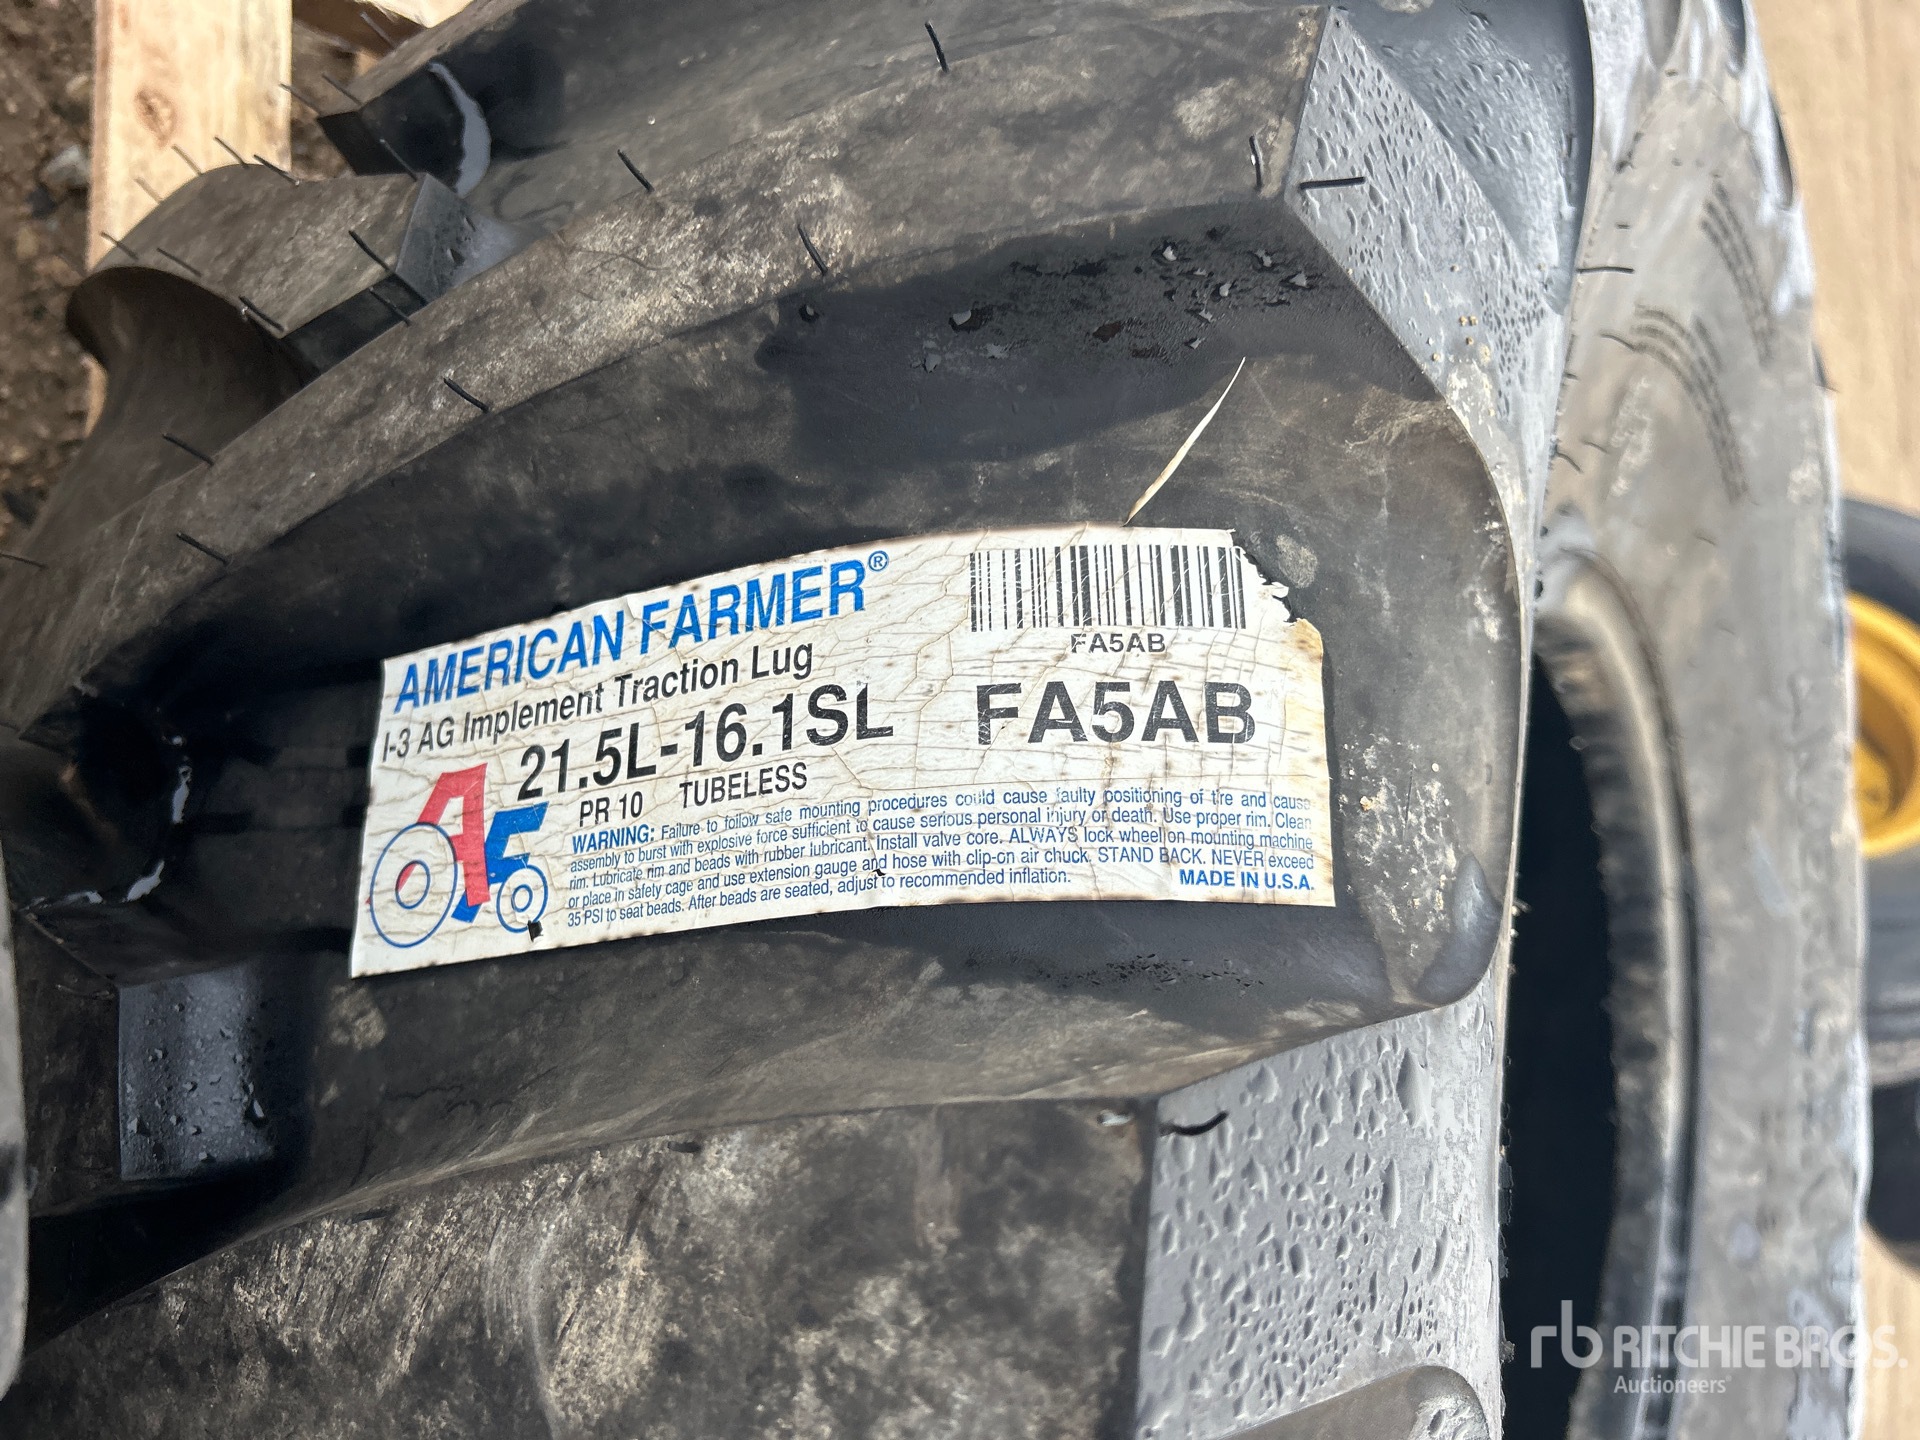 AMERICAN FARMER®
I-3 AG Implement Traction Lug
21.5L-16.1SL
PR 10 TUBELESS
FA5AB
FA5AB
WARNING: Failure to follow safe mounting procedures could cause faulty positioning of tire and cause
assembly to burst with explosive force sufficient to cause serious personal injury or death. Use proper rim. Clean
rim. Lubricate rim and beads with rubber lubricant. Install valve core. ALWAYS lock wheel on mounting machine
or place in safety cage and use extension gauge and hose with clip-on air chuck. STAND BACK. NEVER exceed
35 PSI to seat beads. After beads are seated, adjust to recommended inflation.
MADE IN U.S.A.
AF
rb RITCHIE BROS.
Auctioneers